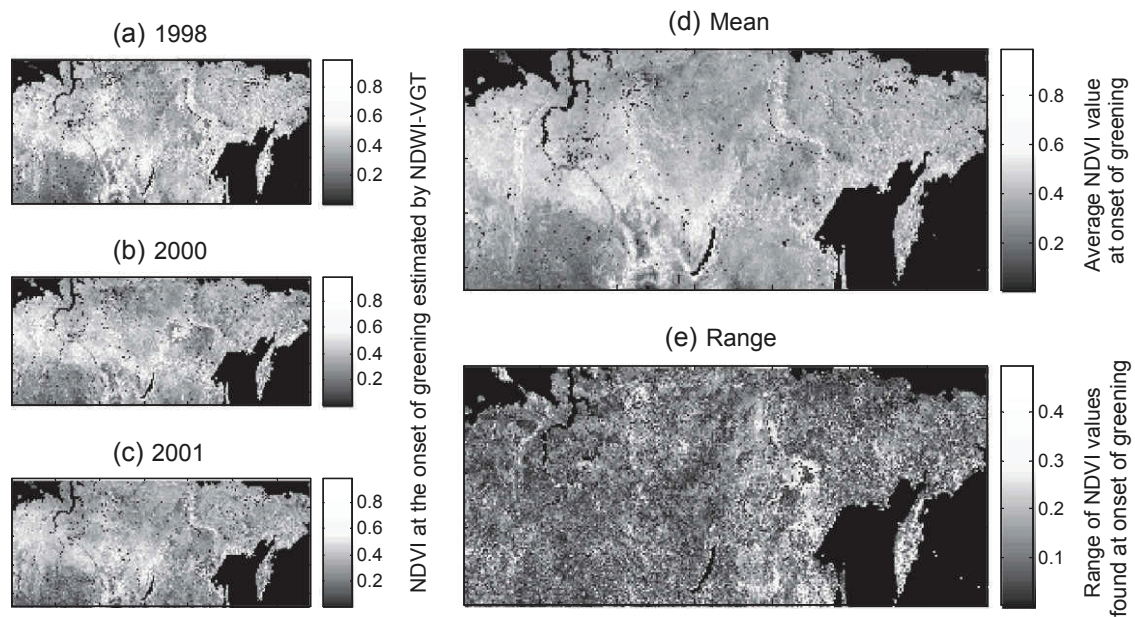 (a) 1998
0.8
0.6
0.4
0.2
(b) 2000
0.8
0.6
0.4
0.2
(c) 2001
0.8
0.6
0.4
0.2
NDVI at the onset of greening estimated by NDWI-VGT
(d) Mean
0.8
0.6
0.4
0.2
Average NDVI value
at onset of greening
(e) Range
0.4
0.3
0.2
0.1
Range of NDVI values
found at onset of greening